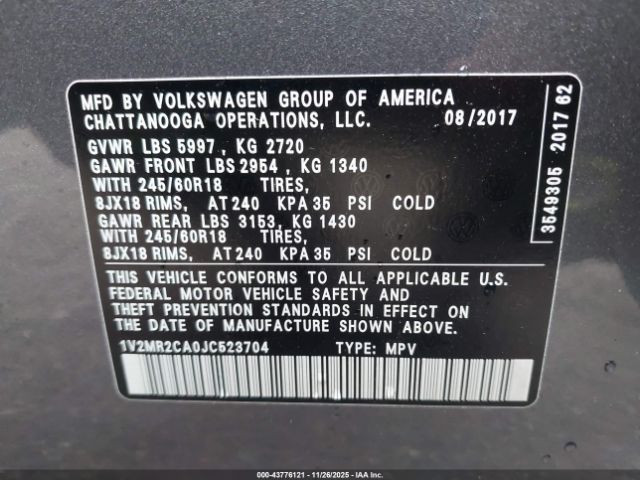 MFD BY VOLKSWAGEN GROUP OF AMERICA
CHATTANOOGA OPERATIONS, LLC. 08/2017
GVWR LBS 5997, KG 2720
GAWR FRONT LBS 2954, KG 1340
WITH 245/60R18 TIRES,
8JX18 RIMS, AT 240 KPA 35 PSI COLD
GAWR REAR LBS 3153, KG 1430
WITH 245/60R18 TIRES,
8JX18 RIMS, AT 240 KPA 35 PSI COLD
THIS VEHICLE CONFORMS TO ALL APPLICABLE U.S.
FEDERAL MOTOR VEHICLE SAFETY AND
THEFT PREVENTION STANDARDS IN EFFECT ON
THE DATE OF MANUFACTURE SHOWN ABOVE.
1V2MR2CA0JC523704 TYPE: MPV
3549305 2017 62
000-43776121 - 11/26/2025 - IAAI.COM